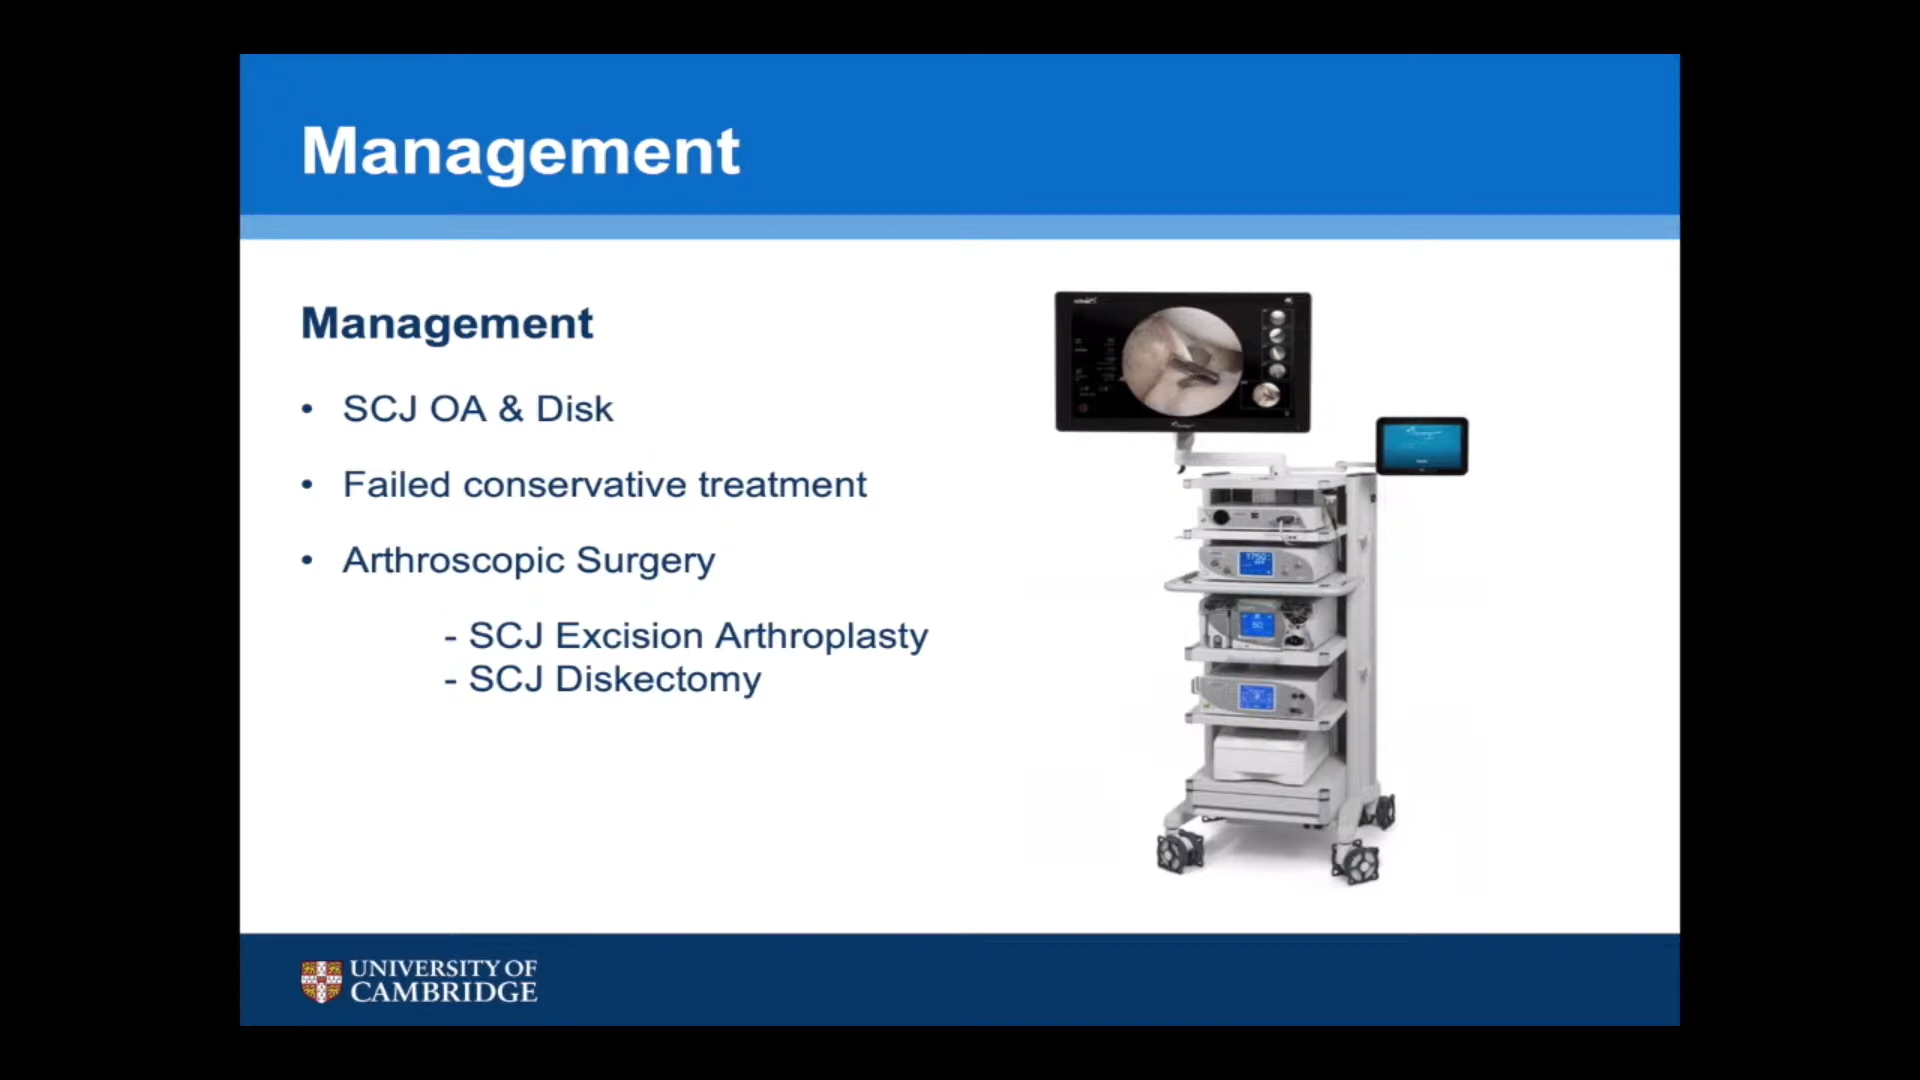 Management
Management
• SCJ OA & Disk
• Failed conservative treatment
• Arthroscopic Surgery
- SCJ Excision Arthroplasty
- SCJ Diskectomy
UNIVERSITY OF
CAMBRIDGE